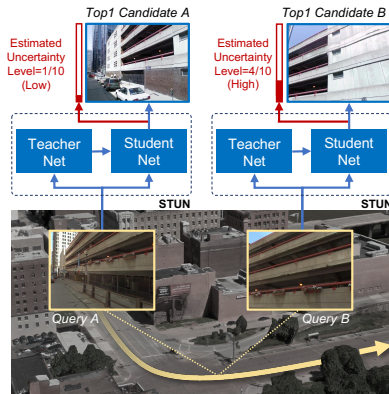 Top1 Candidate A
Top1 Candidate B
Estimated
Uncertainty
Level=1/10
(Low)
Estimated
Uncertainty
Level=4/10
(High)
Teacher
Net
Student
Net
Teacher
Net
Student
Net
STUN
STUN
Query A
Query B